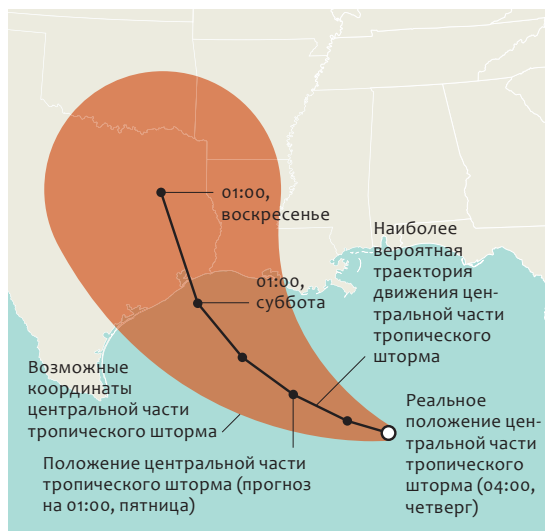 01:00,
воскресенье
Наиболее
вероятная
траектория
движения цен-
тральной части
тропического
шторма
01:00,
суббота
Возможные
координаты
центральной части
тропического шторма
Реальное
положение цен-
тральной части
тропического
шторма (04:00,
четверг)
Положение центральной части
тропического шторма (прогноз
на 01:00, пятница)